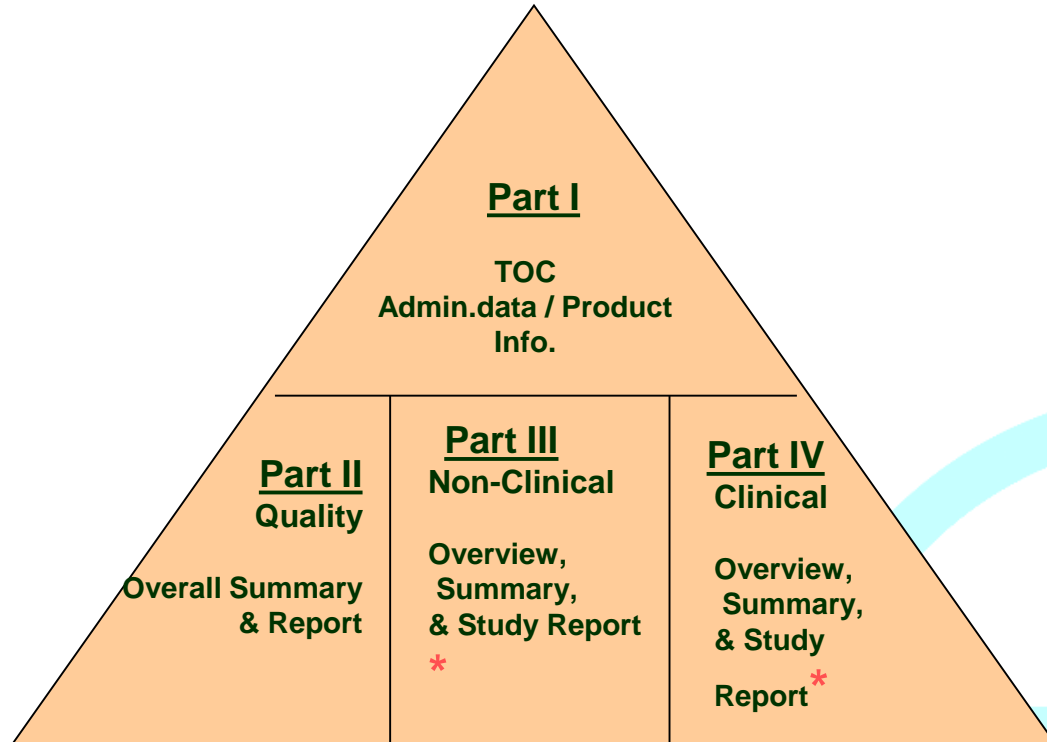 Part I
TOC
Admin.data / Product
Info.
Part II
Quality
Overall Summary
& Report
Part III
Non-Clinical
Overview,
Summary,
& Study Report
*
Part IV
Clinical
Overview,
Summary,
& Study
Report*